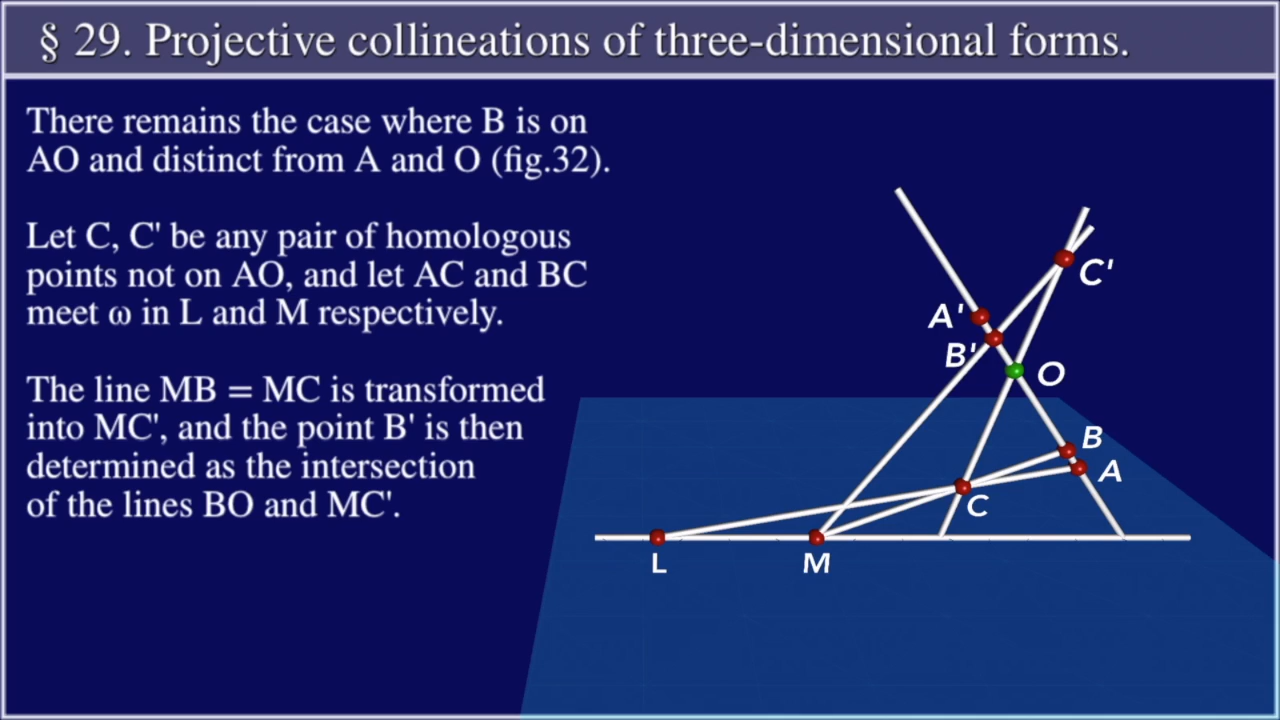 § 29. Projective collineations of three-dimensional forms.
There remains the case where B is on
AO and distinct from A and O (fig.32).
Let C, C' be any pair of homologous
points not on AO, and let AC and BC
meet ω in L and M respectively.
The line MB = MC is transformed
into MC', and the point B' is then
determined as the intersection
of the lines BO and MC'.
C'
A'
B'
O
B
A
C
L
M